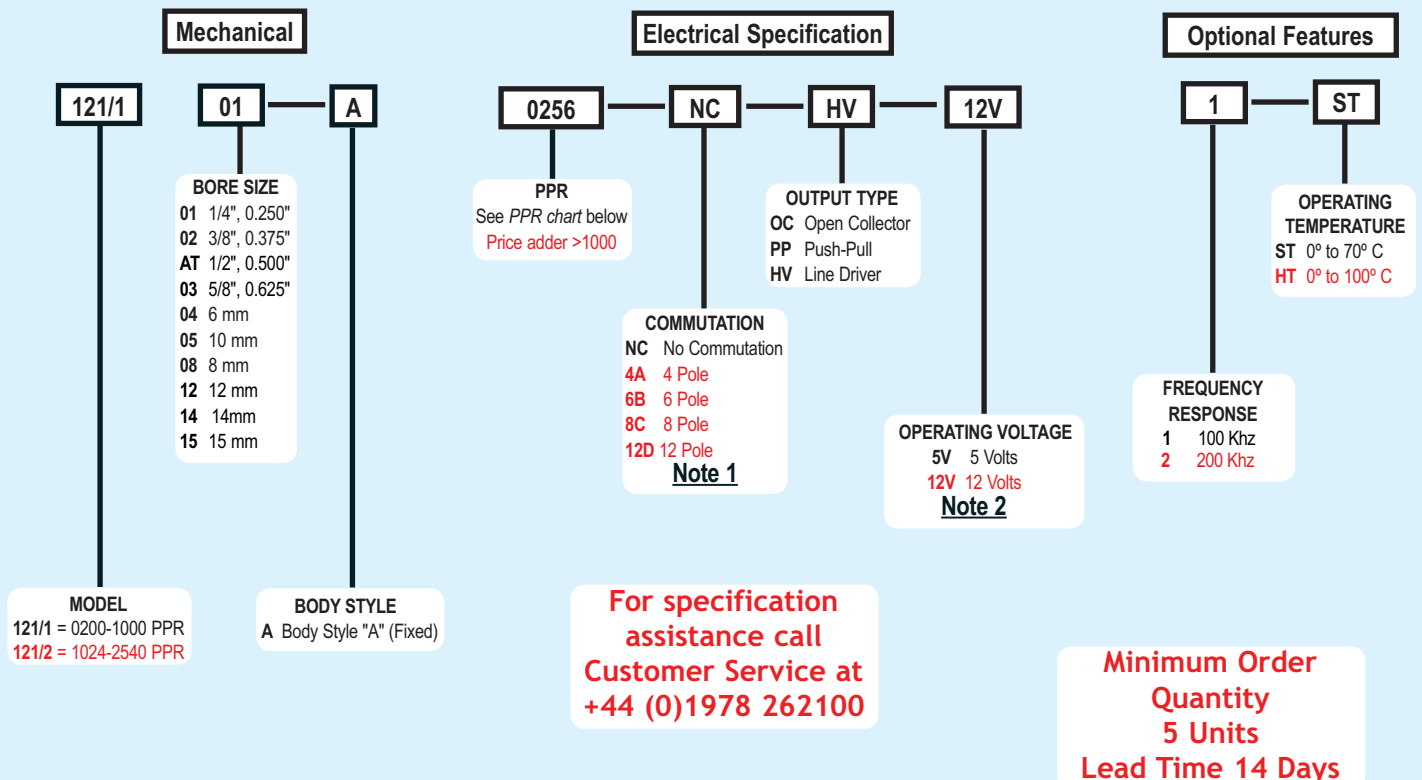 Mechanical
Electrical Specification
Optional Features
121/1
01
A
0256
NC
HV
12V
1
ST
BORE SIZE
01 1/4", 0.250"
02 3/8", 0.375"
AT 1/2", 0.500"
03 5/8", 0.625"
04 6 mm
05 10 mm
08 8 mm
12 12 mm
14 14mm
15 15 mm
PPR
See PPR chart below
Price adder >1000
OUTPUT TYPE
OC Open Collector
PP Push-Pull
HV Line Driver
OPERATING
TEMPERATURE
ST 0º to 70º C
HT 0º to 100º C
COMMUTATION
NC No Commutation
4A 4 Pole
6B 6 Pole
8C 8 Pole
12D 12 Pole
Note 1
FREQUENCY
RESPONSE
1 100 Khz
2 200 Khz
OPERATING VOLTAGE
5V 5 Volts
12V 12 Volts
Note 2
MODEL
121/1 = 0200-1000 PPR
121/2 = 1024-2540 PPR
BODY STYLE
A Body Style "A" (Fixed)
For specification
assistance call
Customer Service at
+44 (0)1978 262100
Minimum Order
Quantity
5 Units
Lead Time 14 Days